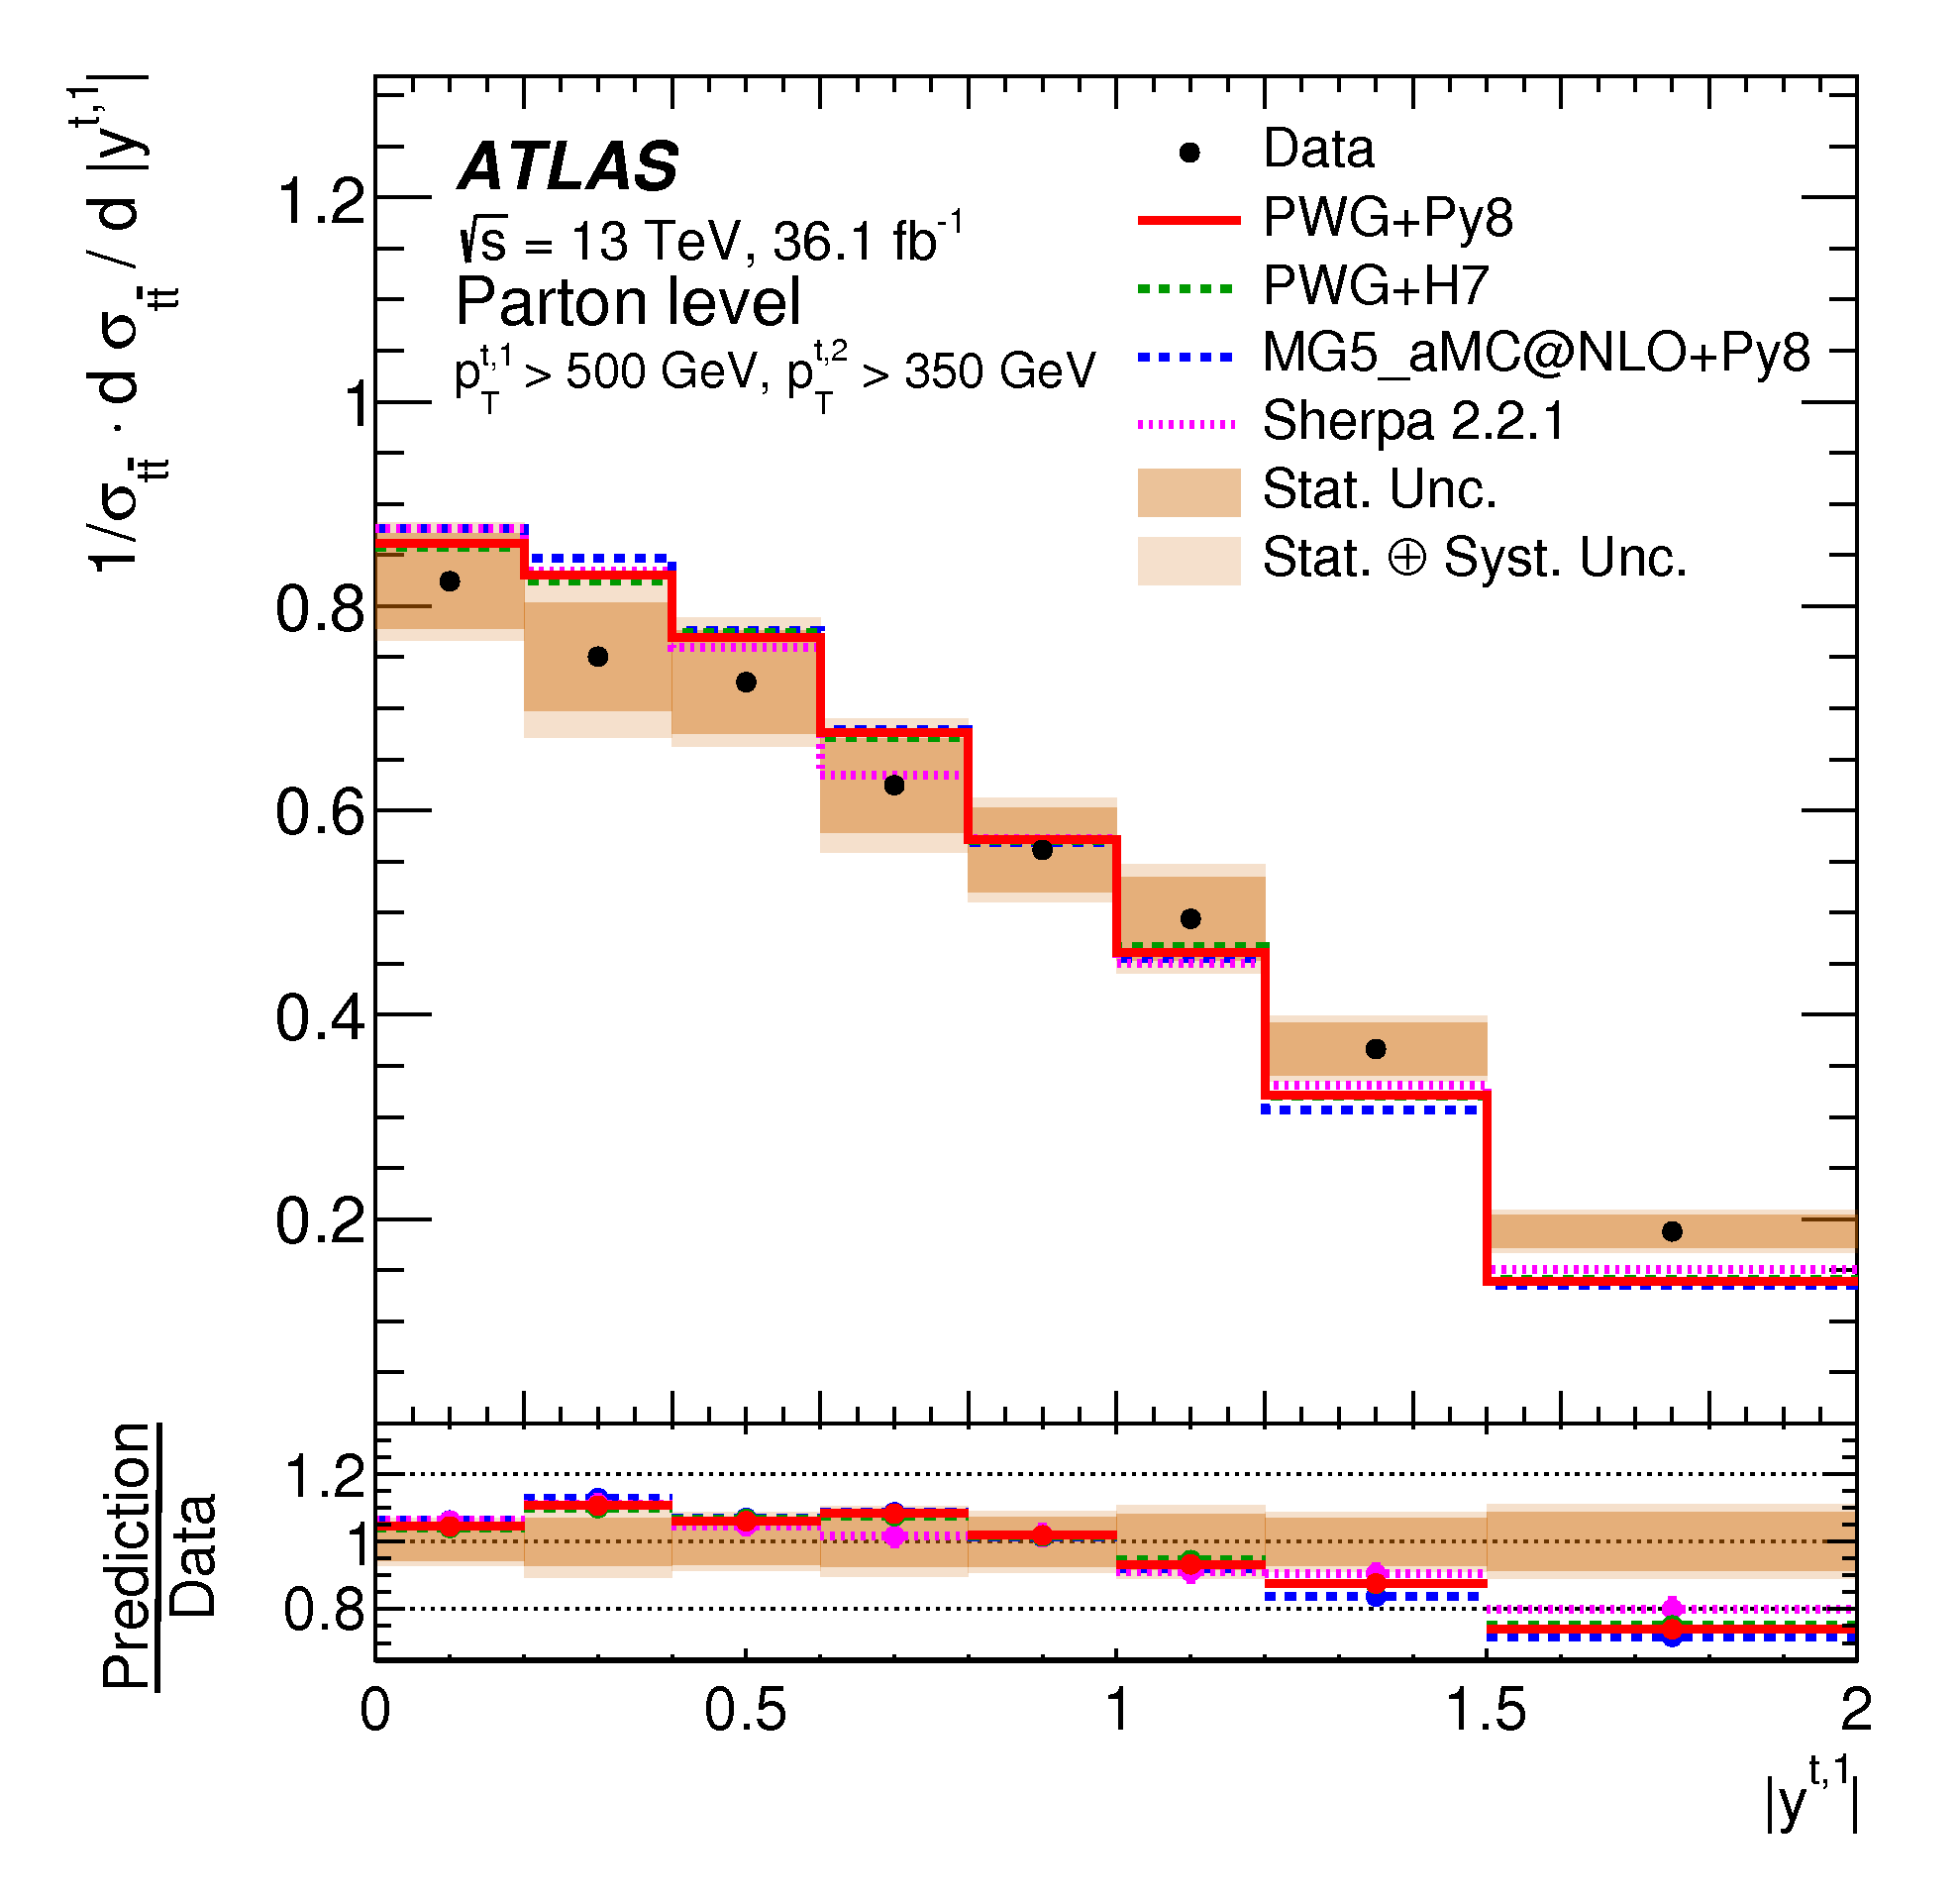 1/σ_tt̄ · d σ_tt̄ / d |y^t,1|
ATLAS
√s = 13 TeV, 36.1 fb^-1
Parton level
p_T^t,1 > 500 GeV, p_T^t,2 > 350 GeV
Data
PWG+Py8
PWG+H7
MG5_aMC@NLO+Py8
Sherpa 2.2.1
Stat. Unc.
Stat. ⊕ Syst. Unc.
1.2
1
0.8
0.6
0.4
0.2
Prediction
Data
1.2
1
0.8
0 0.5 1 1.5 2
|y^t,1|